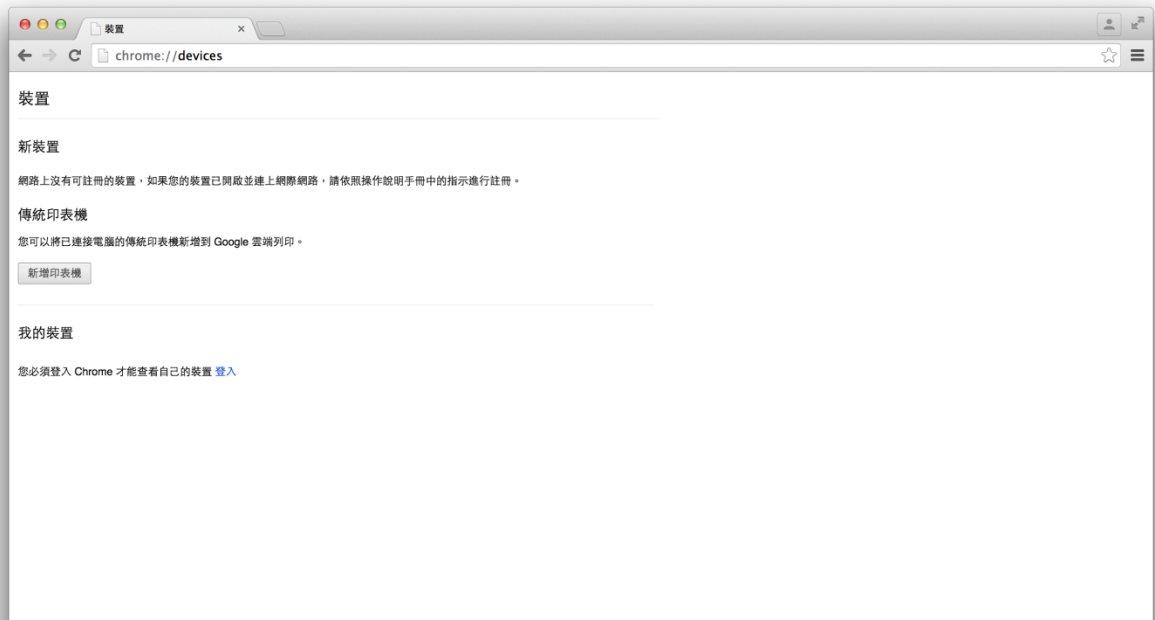 裝置
chrome://devices
裝置
新裝置
網路上沒有可註冊的裝置，如果您的裝置已開啟並連上網際網路，請依照操作說明手冊中的指示進行註冊。
傳統印表機
您可以將已連接電腦的傳統印表機新增到 Google 雲端列印。
新增印表機
我的裝置
您必須登入 Chrome 才能查看自己的裝置 登入